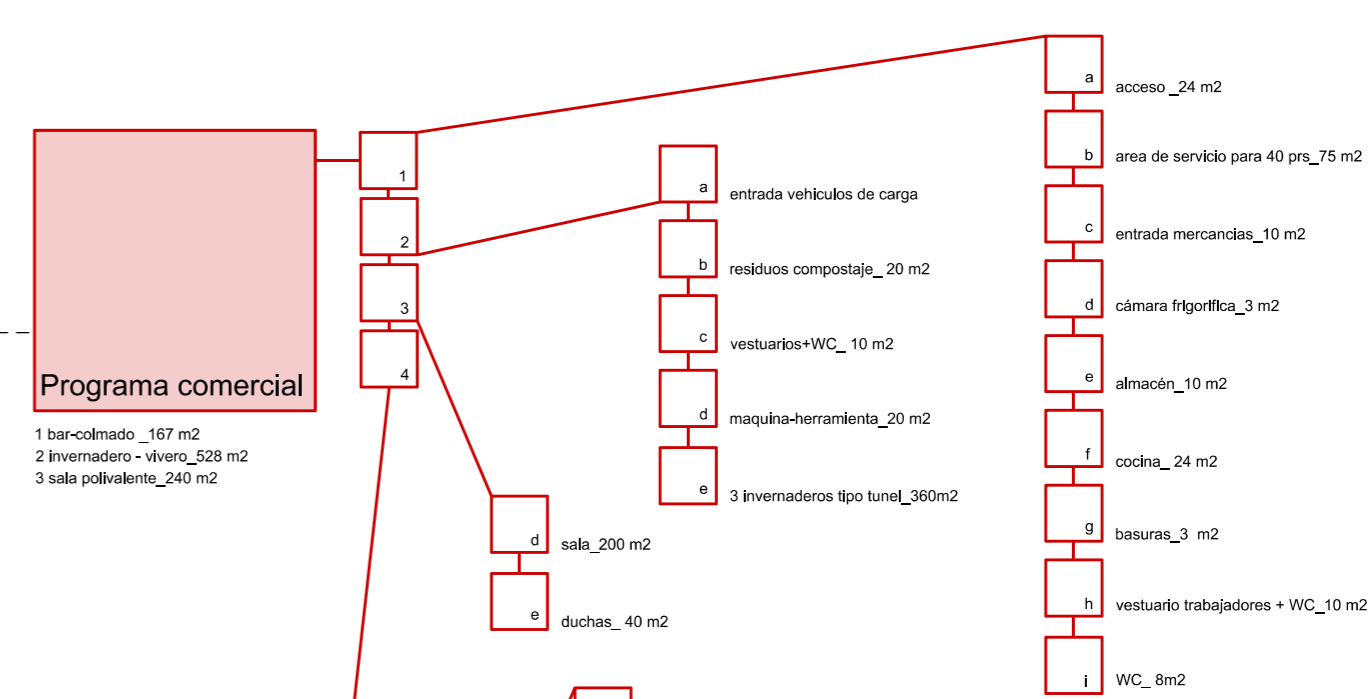 Programa comercial
1 bar-colmado _167 m2
2 invernadero - vivero_528 m2
3 sala polivalente_240 m2
1
2
3
4
a
entrada vehiculos de carga
b
residuos compostaje_ 20 m2
c
vestuarios+WC_ 10 m2
d
maquina-herramienta_20 m2
e
3 invernaderos tipo tunel_360m2
d
sala_200 m2
e
duchas_ 40 m2
a
acceso _24 m2
b
area de servicio para 40 prs_75 m2
c
entrada mercancias_10 m2
d
cámara frigorífica_3 m2
e
almacén_10 m2
f
cocina_ 24 m2
g
basuras_3 m2
h
vestuario trabajadores + WC_10 m2
i
WC_ 8m2